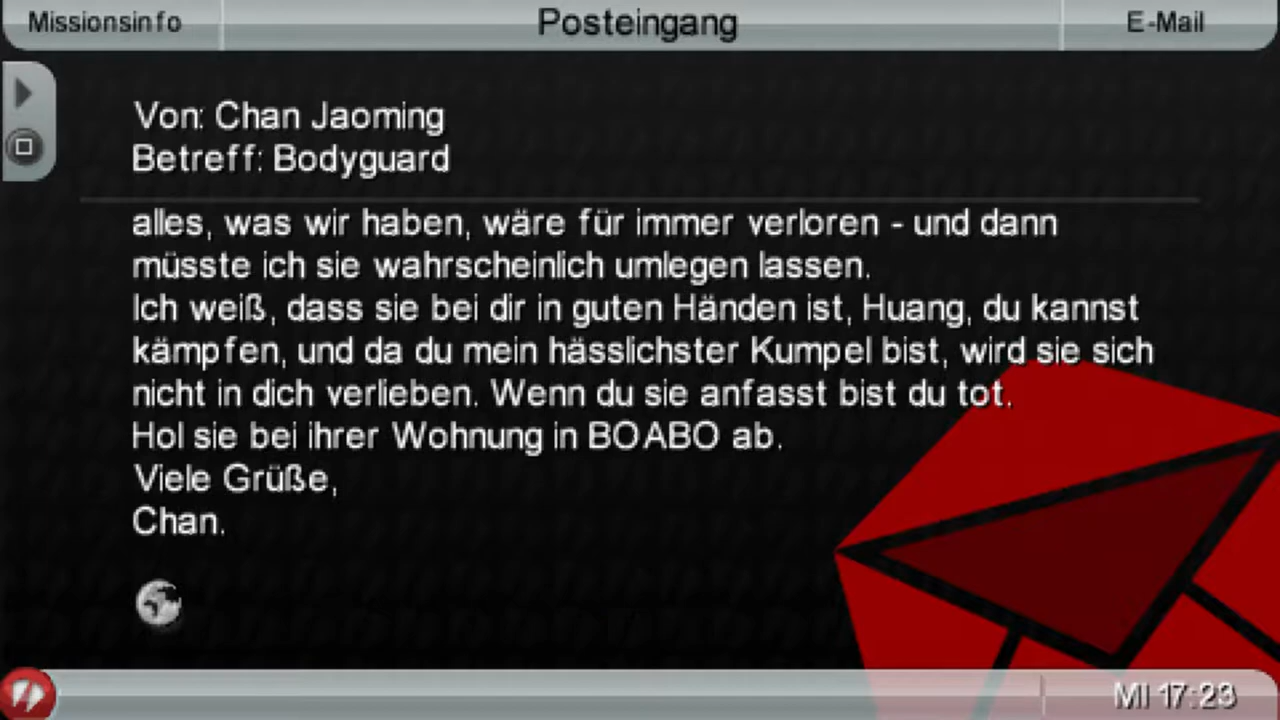 Missionsinfo
Posteingang
E-Mail
Von: Chan Jaoming
Betreff: Bodyguard
alles, was wir haben, wäre für immer verloren - und dann
müsste ich sie wahrscheinlich umlegen lassen.
Ich weiß, dass sie bei dir in guten Händen ist, Huang, du kannst
kämpfen, und da du mein hässlichster Kumpel bist, wird sie sich
nicht in dich verlieben. Wenn du sie anfasst bist du tot.
Hol sie bei ihrer Wohnung in BOABO ab.
Viele Grüße,
Chan.
MI 17:23